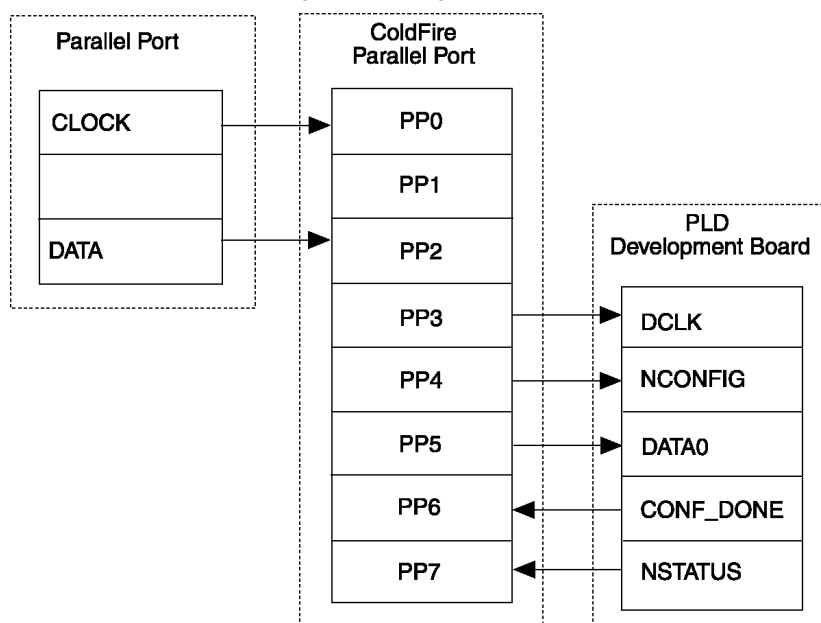 Parallel Port
CLOCK
DATA
ColdFire
Parallel Port
PP0
PP1
PP2
PP3
PP4
PP5
PP6
PP7
PLD
Development Board
DCLK
NCONFIG
DATA0
CONF_DONE
NSTATUS